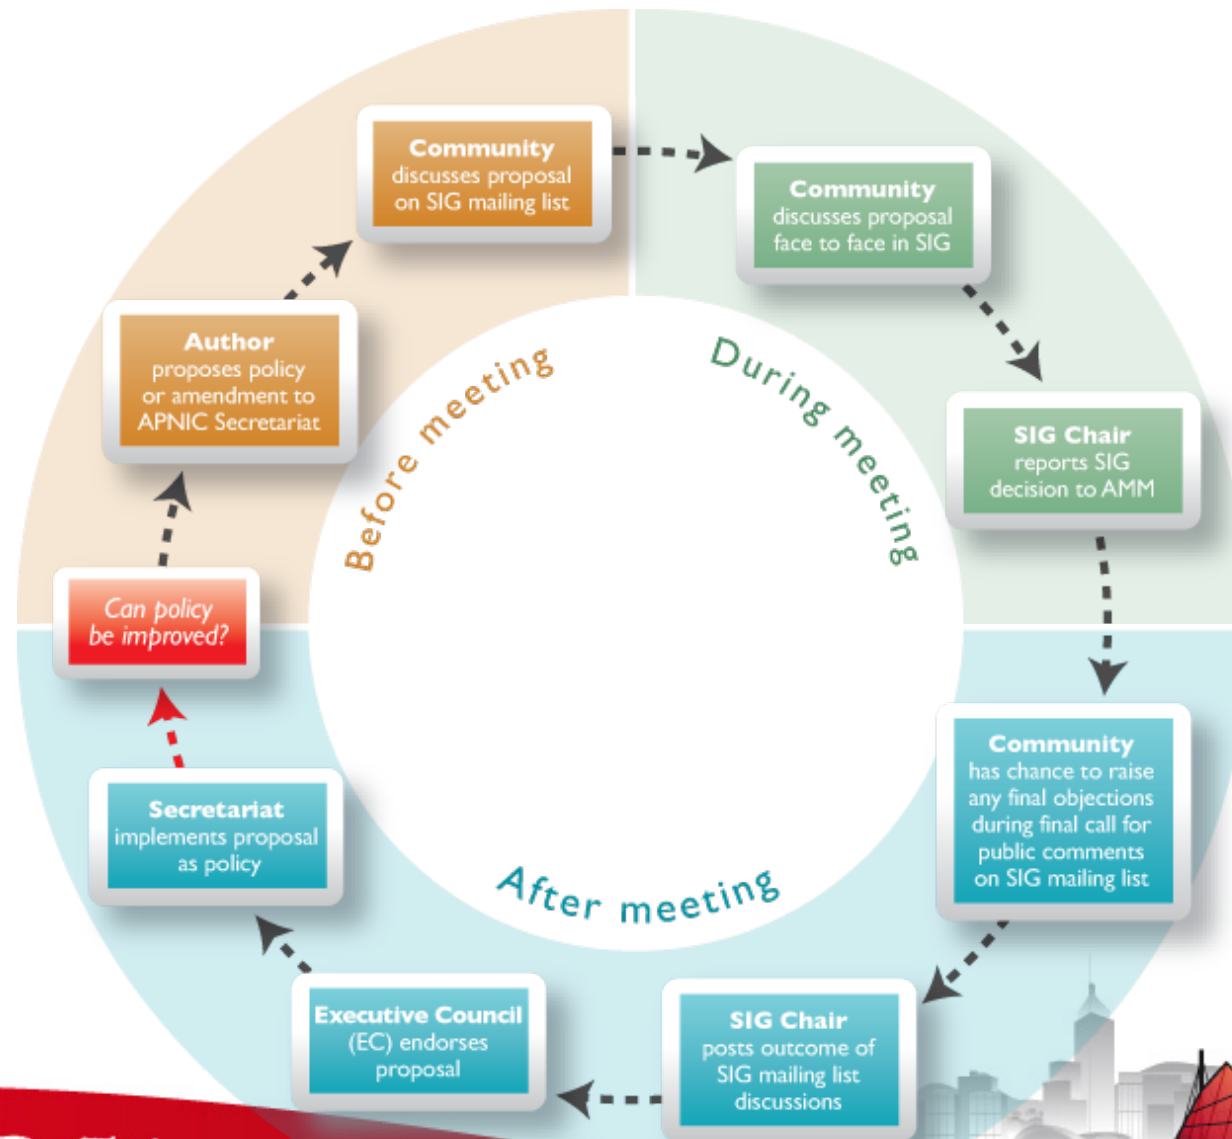 Community
discusses proposal
on SIG mailing list
Community
discusses proposal
face to face in SIG
Author
proposes policy
or amendment to
APNIC Secretariat
Before meeting
During meeting
SIG Chair
reports SIG
decision to AMM
Can policy
be improved?
Community
has chance to raise
any final objections
during final call for
public comments
on SIG mailing list
Secretariat
implements proposal
as policy
After meeting
Executive Council
(EC) endorses
proposal
SIG Chair
posts outcome of
SIG mailing list
discussions